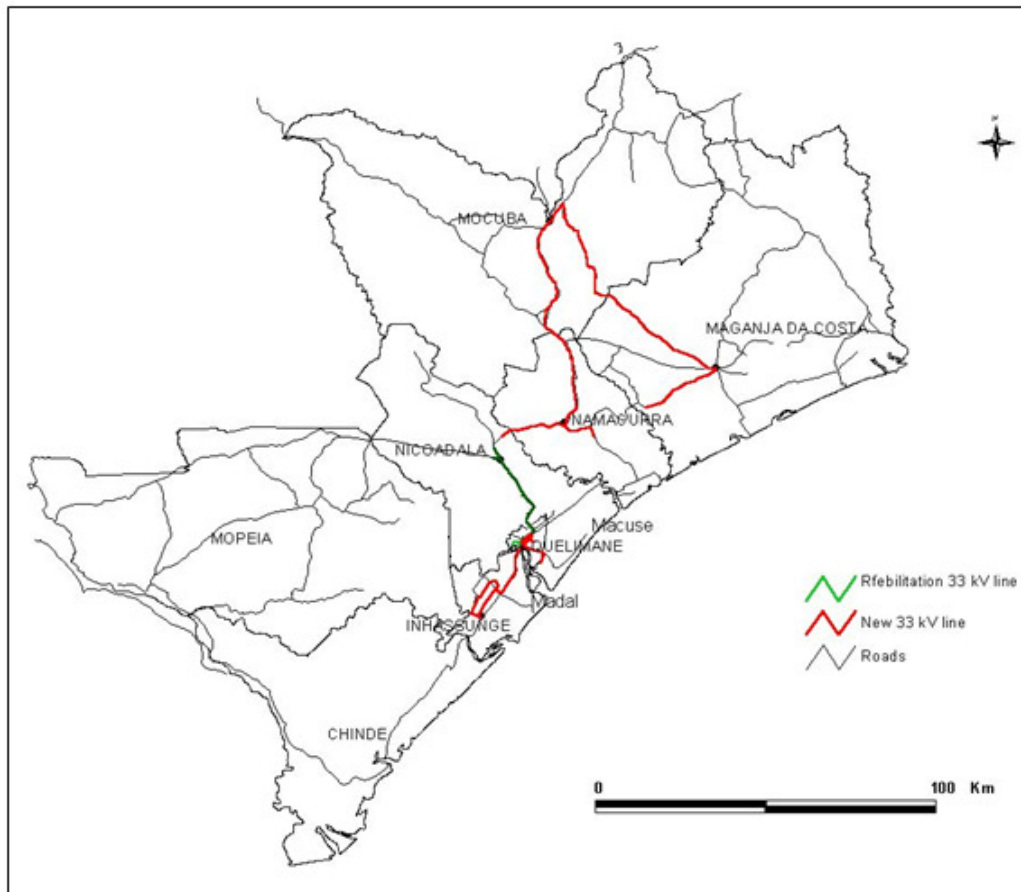 MOCUBA
MAGANJA DA COSTA
NAMACURRA
NICOADALA
Macuse
MOPEIA
QUELIMANE
Rfebilitation 33 kV line
Madal
New 33 kV line
INHASSUNGE
Roads
CHINDE
0 100 Km